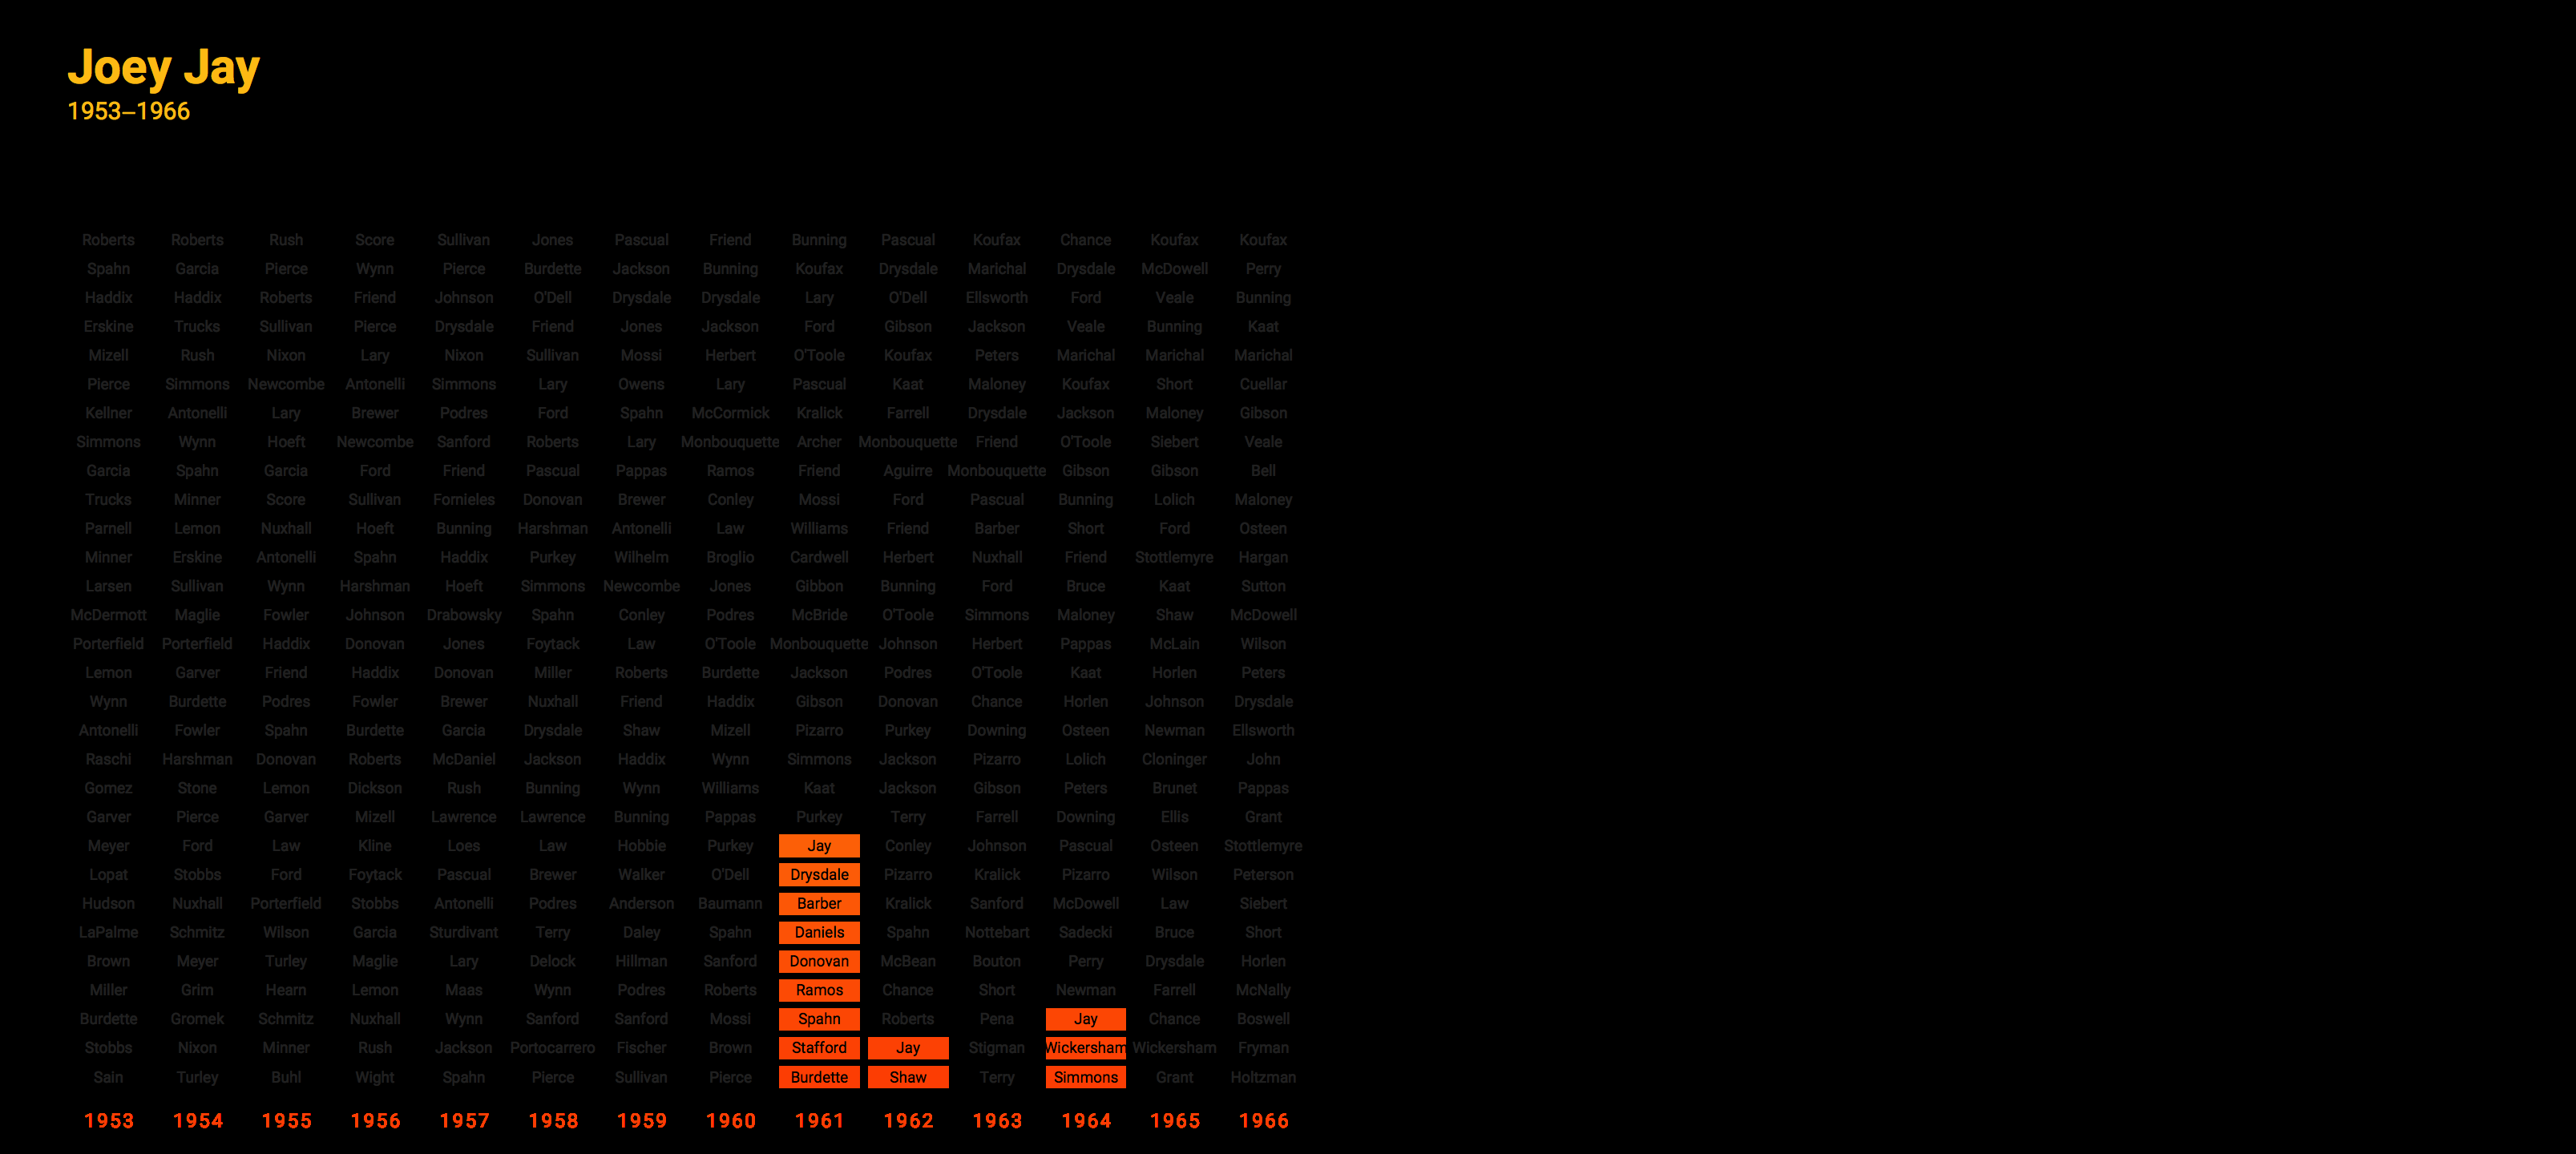 Joey Jay
1953–1966
Roberts Roberts Rush Score Sullivan Jones Pascual Friend Bunning Pascual Koufax Chance Koufax Koufax
Spahn Garcia Pierce Wynn Pierce Burdette Jackson Bunning Koufax Drysdale Marichal Drysdale McDowell Perry
Haddix Haddix Roberts Friend Johnson O'Dell Drysdale Drysdale Lary O'Dell Ellsworth Ford Veale Bunning
Erskine Trucks Sullivan Pierce Drysdale Friend Jones Jackson Ford Gibson Jackson Veale Bunning Kaat
Mizell Rush Nixon Lary Nixon Sullivan Mossi Herbert O'Toole Koufax Peters Marichal Marichal Marichal
Pierce Simmons Newcombe Antonelli Simmons Lary Owens Lary Pascual Kaat Maloney Koufax Short Cuellar
Kellner Antonelli Lary Brewer Podres Ford Spahn McCormick Kralick Farrell Drysdale Jackson Maloney Gibson
Simmons Wynn Hoeft Newcombe Sanford Roberts Lary Monbouquette Archer Monbouquette Friend O'Toole Siebert Veale
Garcia Spahn Garcia Ford Friend Pascual Pappas Ramos Friend Aguirre Monbouquette Gibson Gibson Bell
Trucks Minner Score Sullivan Fornieles Donovan Brewer Conley Mossi Ford Pascual Bunning Lolich Maloney
Parnell Lemon Nuxhall Hoeft Bunning Harshman Antonelli Law Williams Friend Barber Short Ford Osteen
Minner Erskine Antonelli Spahn Haddix Purkey Wilhelm Broglio Cardwell Herbert Nuxhall Friend Stottlemyre Hargan
Larsen Sullivan Wynn Harshman Hoeft Simmons Newcombe Jones Gibbon Bunning Ford Bruce Kaat Sutton
McDermott Maglie Fowler Johnson Drabowsky Spahn Conley Podres McBride O'Toole Simmons Maloney Shaw McDowell
Porterfield Porterfield Haddix Donovan Jones Foytack Law O'Toole Monbouquette Johnson Herbert Pappas McLain Wilson
Lemon Garver Friend Haddix Donovan Miller Roberts Burdette Jackson Podres O'Toole Kaat Horlen Peters
Wynn Burdette Podres Fowler Brewer Nuxhall Friend Haddix Gibson Donovan Chance Horlen Johnson Drysdale
Antonelli Fowler Spahn Burdette Garcia Drysdale Shaw Mizell Pizarro Purkey Downing Osteen Newman Ellsworth
Raschi Harshman Donovan Roberts McDaniel Jackson Haddix Wynn Simmons Jackson Pizarro Lolich Cloninger John
Gomez Stone Lemon Dickson Rush Bunning Wynn Williams Kaat Jackson Gibson Peters Brunet Pappas
Garver Pierce Garver Mizell Lawrence Lawrence Bunning Pappas Purkey Terry Farrell Downing Ellis Grant
Meyer Ford Law Kline Loes Law Hobbie Purkey Jay Conley Johnson Pascual Osteen Stottlemyre
Lopat Stobbs Ford Foytack Pascual Brewer Walker O'Dell Drysdale Pizarro Kralick Pizarro Wilson Peterson
Hudson Nuxhall Porterfield Stobbs Antonelli Podres Anderson Baumann Barber Kralick Sanford McDowell Law Siebert
LaPalme Schmitz Wilson Garcia Sturdivant Terry Daley Spahn Daniels Spahn Nottebart Sadecki Bruce Short
Brown Meyer Turley Maglie Lary Delock Hillman Sanford Donovan McBean Bouton Perry Drysdale Horlen
Miller Grim Hearn Lemon Maas Wynn Podres Roberts Ramos Chance Short Newman Farrell McNally
Burdette Gromek Schmitz Nuxhall Wynn Sanford Sanford Mossi Spahn Roberts Pena Jay Chance Boswell
Stobbs Nixon Minner Rush Jackson Portocarrero Fischer Brown Stafford Jay Stigman Wickersham Wickersham Fryman
Sain Turley Buhl Wight Spahn Pierce Sullivan Pierce Burdette Shaw Terry Simmons Grant Holtzman
1953 1954 1955 1956 1957 1958 1959 1960 1961 1962 1963 1964 1965 1966